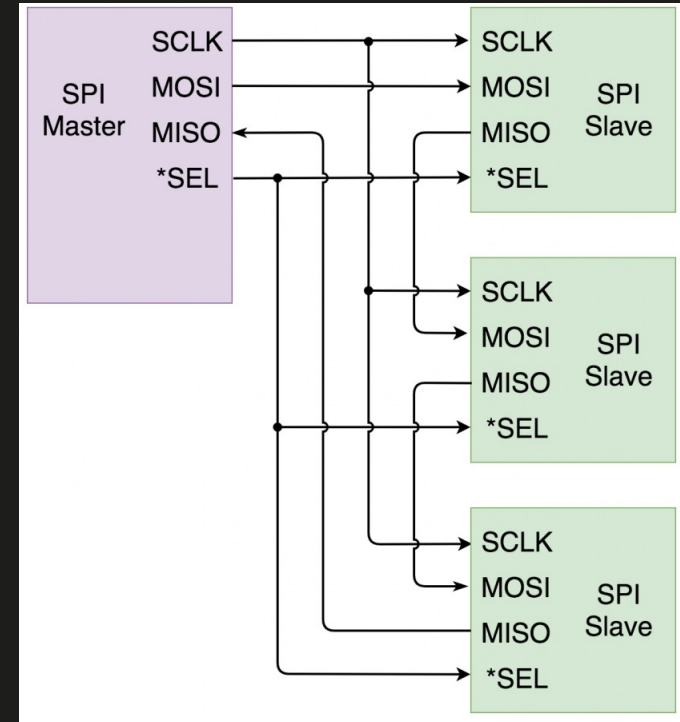 SCLK
MOSI
MISO
*SEL
SPI
Master
SCLK
MOSI
MISO
*SEL
SPI
Slave
SCLK
MOSI
MISO
*SEL
SPI
Slave
SCLK
MOSI
MISO
*SEL
SPI
Slave